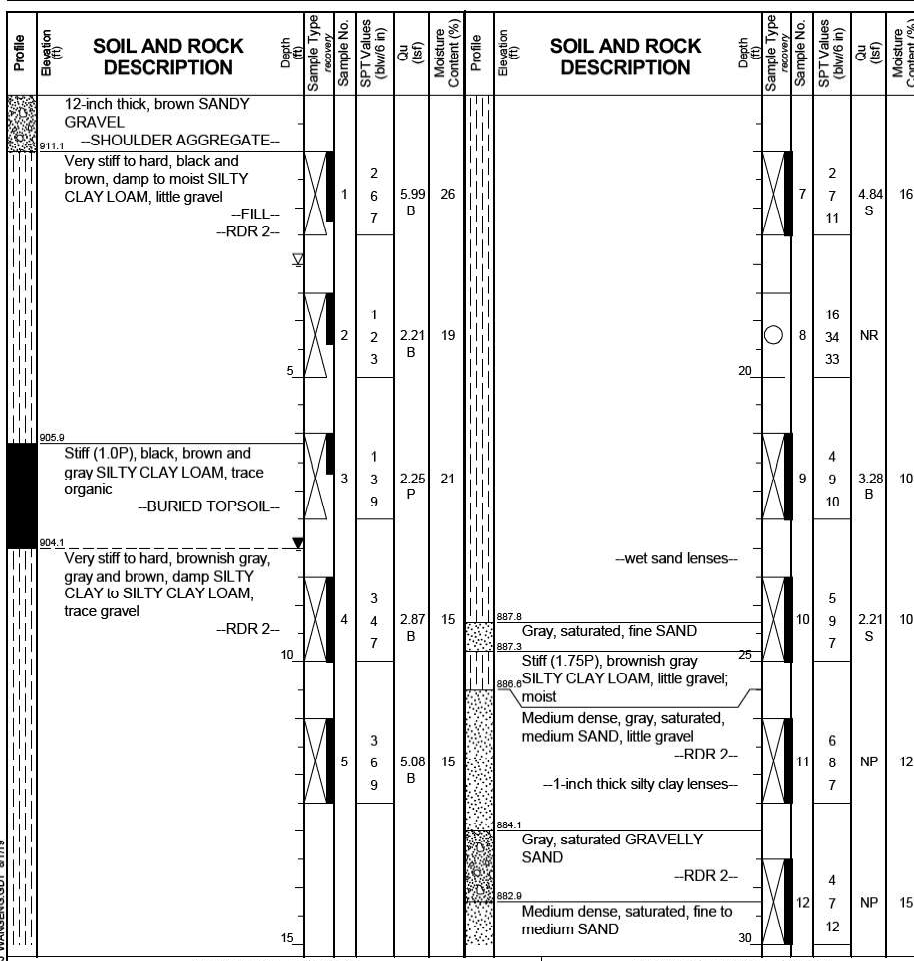 Profile
Elevation
(ft)
SOIL AND ROCK
DESCRIPTION
Depth
(ft)
Sample Type
recovery
Sample No.
SPT Values
(blw/6 in)
Qu
(tsf)
Moisture
Content (%)
12-inch thick, brown SANDY
GRAVEL
--SHOULDER AGGREGATE--
911.1
Very stiff to hard, black and
brown, damp to moist SILTY
CLAY LOAM, little gravel
--FILL--
--RDR 2--
1
2
6
7
5.99
B
26
2
1
2
3
2.21
B
19
5
905.9
Stiff (1.0P), black, brown and
gray SILTY CLAY LOAM, trace
organic
--BURIED TOPSOIL--
3
1
3
9
2.25
P
21
904.1
Very stiff to hard, brownish gray,
gray and brown, damp SILTY
CLAY to SILTY CLAY LOAM,
trace gravel
--RDR 2--
4
3
4
7
2.87
B
15
10
5
3
6
9
5.08
B
15
15
Profile
Elevation
(ft)
SOIL AND ROCK
DESCRIPTION
Depth
(ft)
Sample Type
recovery
Sample No.
SPT Values
(blw/6 in)
Qu
(tsf)
Moisture
Content (%)
7
2
7
11
4.84
S
16
8
16
34
33
NR
20
9
4
9
10
3.28
B
10
--wet sand lenses--
10
5
9
7
2.21
S
10
887.8
Gray, saturated, fine SAND
887.3
25
Stiff (1.75P), brownish gray
SILTY CLAY LOAM, little gravel;
moist
886.6
Medium dense, gray, saturated,
medium SAND, little gravel
--RDR 2--
--1-inch thick silty clay lenses--
11
6
8
7
NP
12
884.1
Gray, saturated GRAVELLY
SAND
--RDR 2--
882.9
Medium dense, saturated, fine to
medium SAND
12
4
7
12
NP
15
30